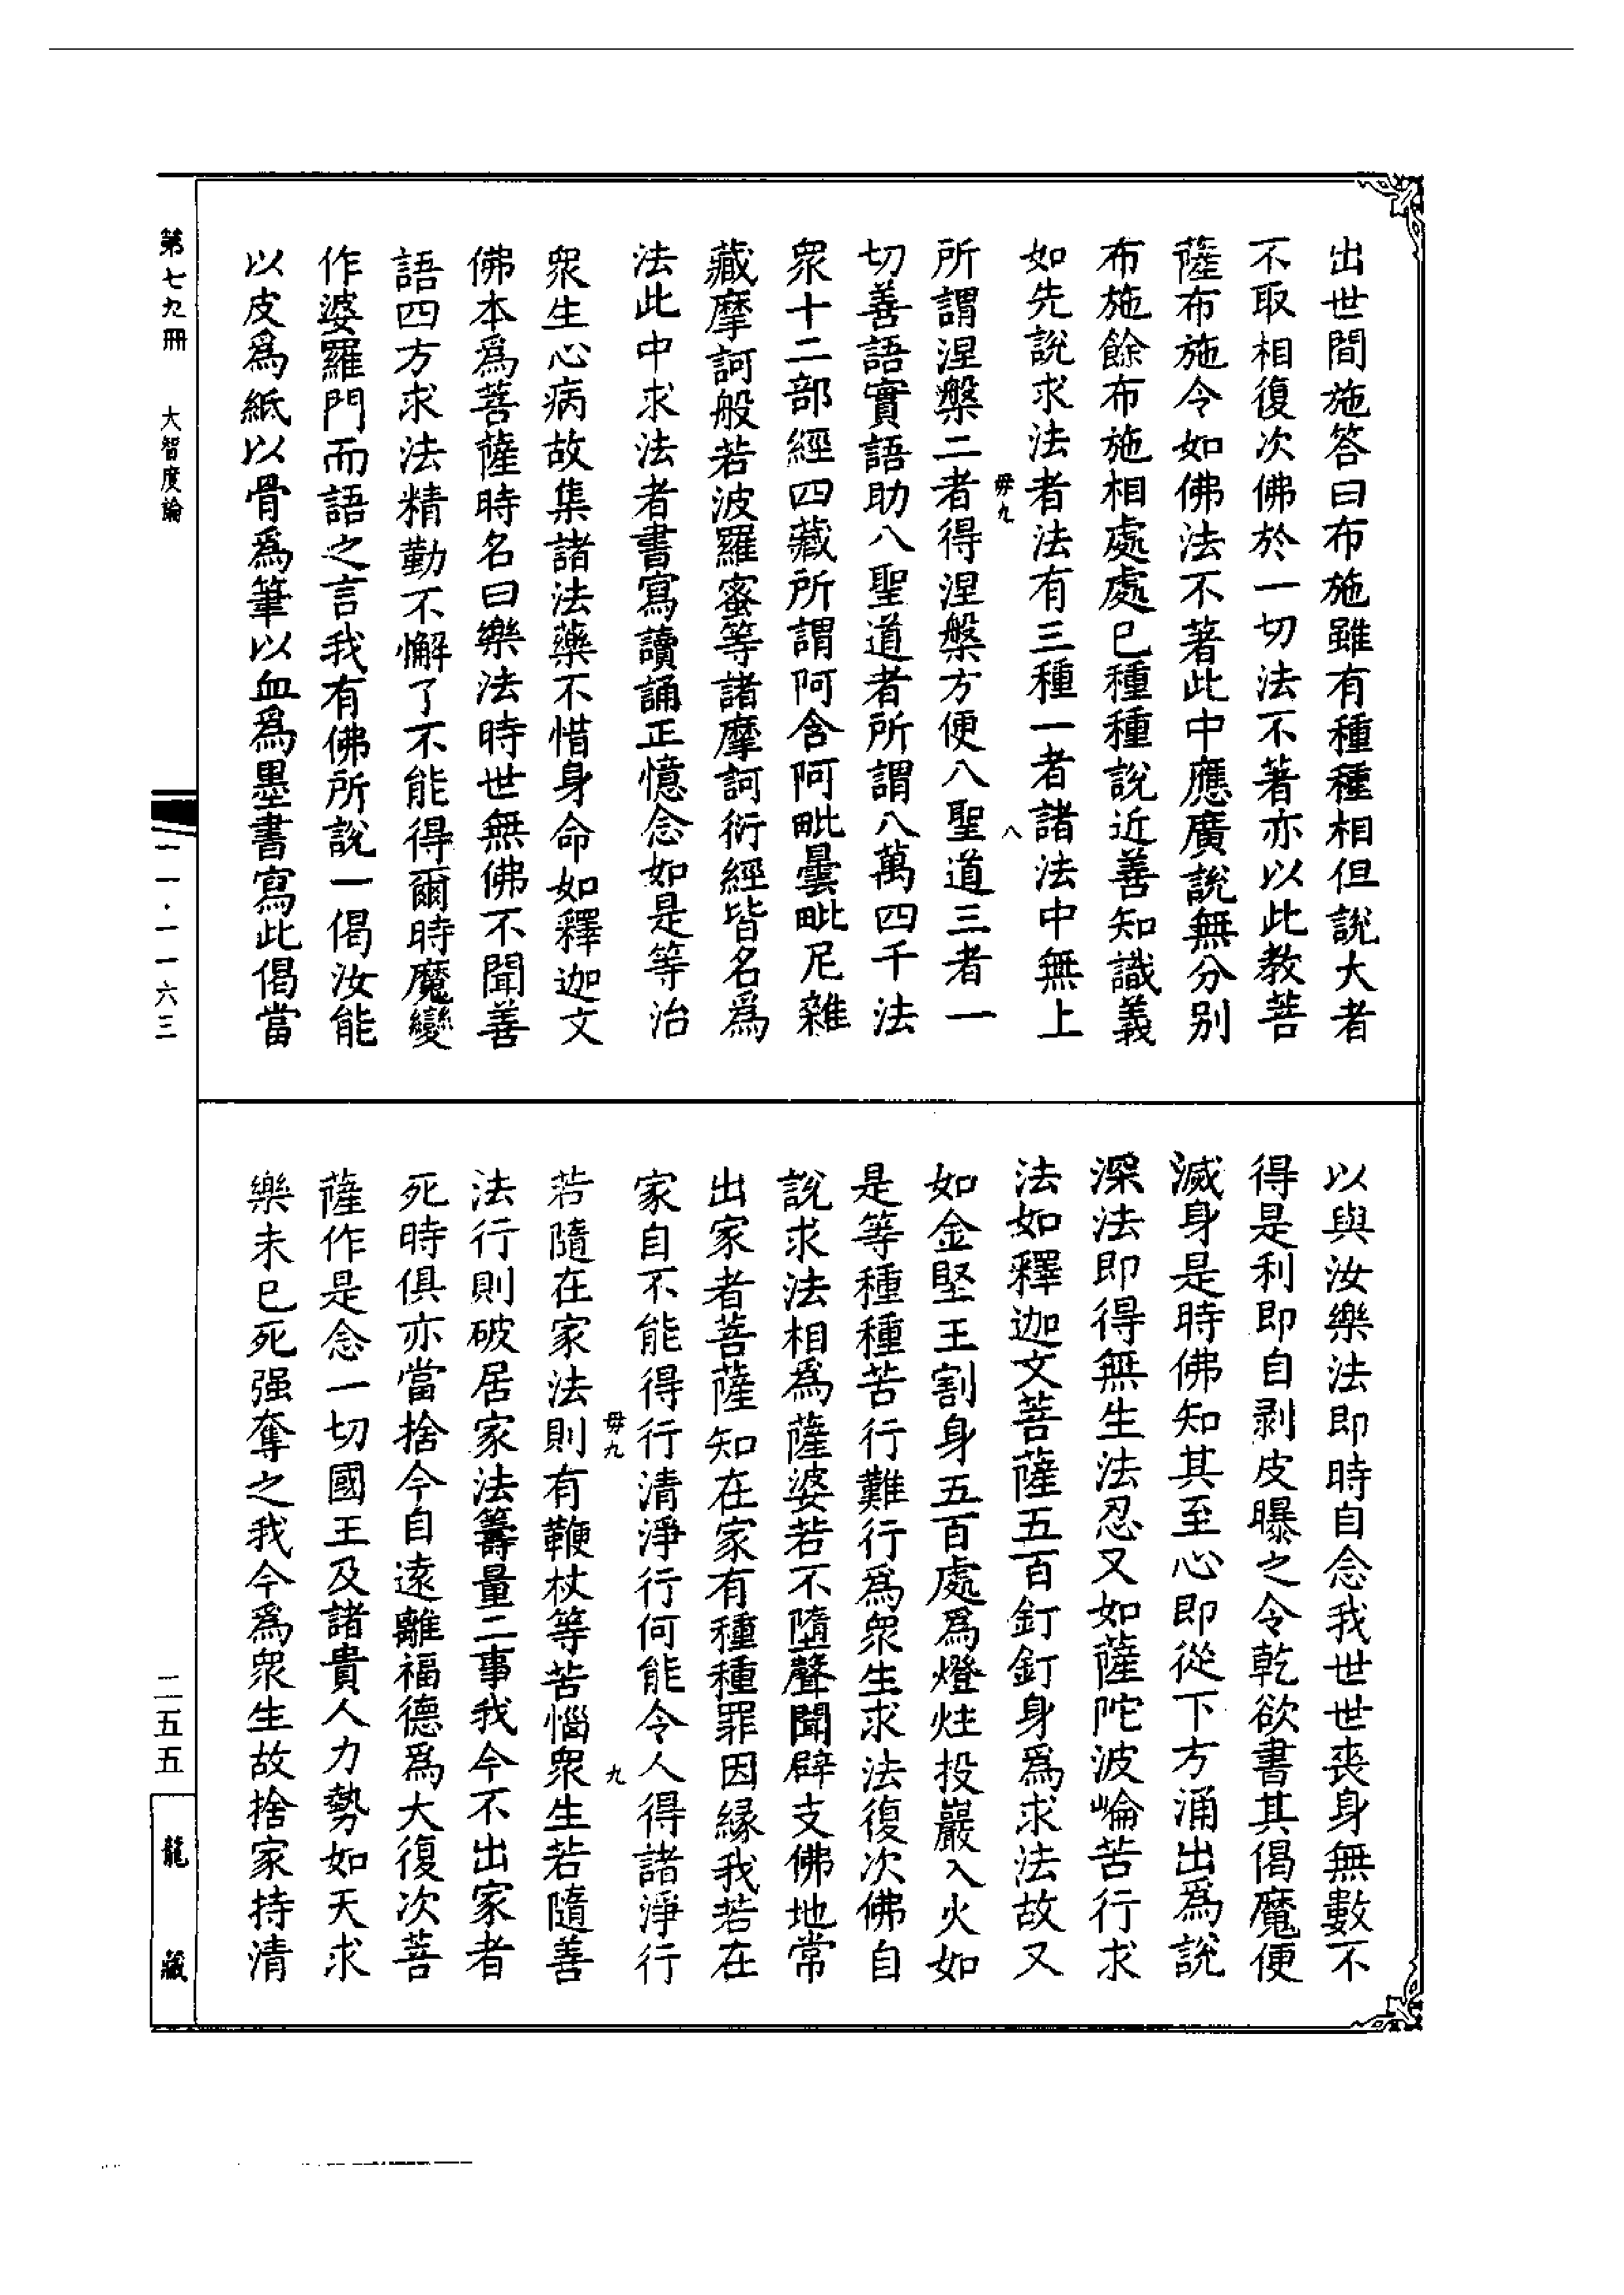 出世間施答曰布施雖有種種相但說大者
不取相復次佛於一切法不著亦以此教菩
薩布施令如佛法不著此中應廣說無分別
布施餘布施相處處已種種說近善知識義
如先說求法者法有三種一者諸法中無上
毋九
八
所謂涅槃二者得涅槃方便八聖道三者一
切善語實語助八聖道者所謂八萬四千法
眾十二部經四藏所謂阿含阿毗曇毗尼雜
藏摩訶般若波羅蜜等諸摩訶衍經皆名爲
法此中求法者書寫讀誦正憶念如是等治
眾生心病故集諸法藥不惜身命如釋迦文
佛本爲菩薩時名曰樂法時世無佛不聞善
語四方求法精勤不懈了不能得爾時魔變
作婆羅門而語之言我有佛所說一偈汝能
以皮爲紙以骨爲筆以血爲墨書寫此偈當
以與汝樂法即時自念我世世喪身無數不
得是利即自剥皮曝之令乾欲書其偈魔便
滅身是時佛知其至心即從下方涌出爲說
深法即得無生法忍又如薩陀波崘苦行求
法如釋迦文菩薩五百釘釘身爲求法故又
如金堅王割身五百處爲燈炷投巖入火如
是等種種苦行難行爲眾生求法復次佛自
說求法相爲薩婆若不墮聲聞辟支佛地常
出家者菩薩知在家有種種罪因緣我若在
家自不能得行清淨行何能令人得諸淨行
毋九
九
若隨在家法則有鞭杖等苦惱眾生若隨善
法行則破居家法籌量二事我今不出家者
死時俱亦當捨今自遠離福德爲大復次菩
薩作是念一切國王及諸貴人力勢如天求
樂未已死强奪之我今爲眾生故捨家持清
第七九冊 大智度論
一一·一一六三
二五五
龍藏